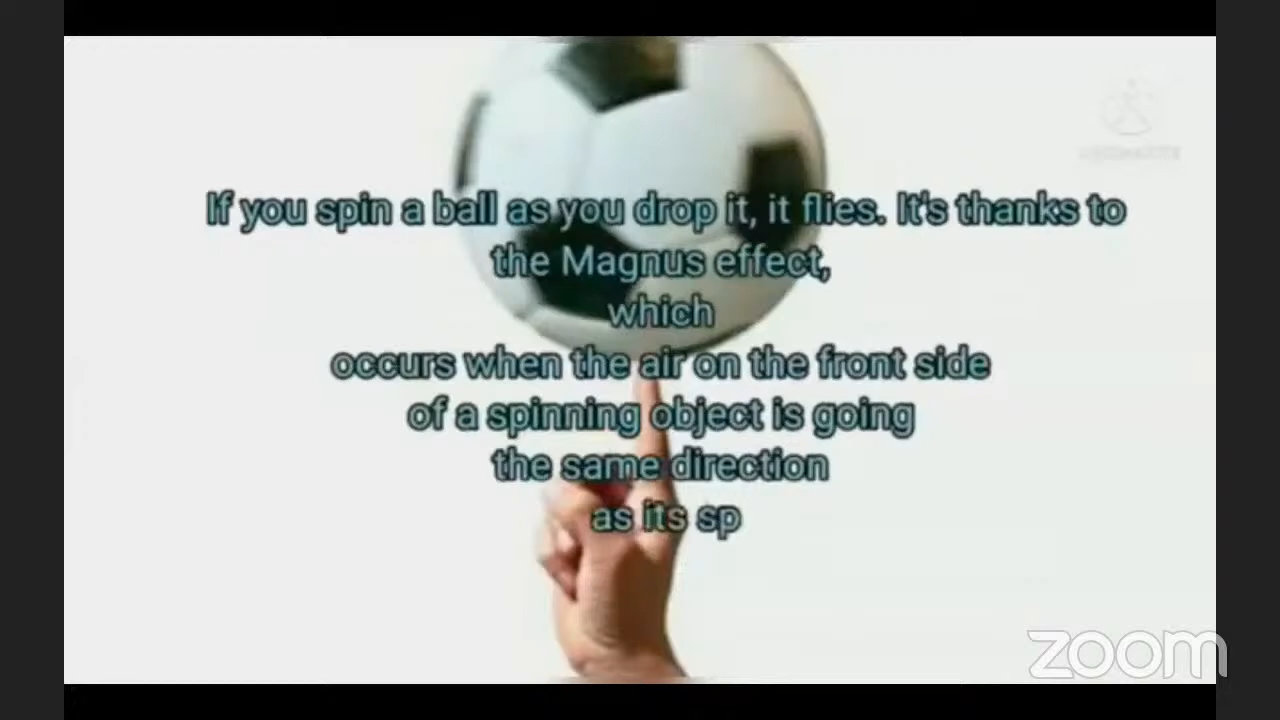 If you spin a ball as you drop it, it flies. It's thanks to
the Magnus effect,
which
occurs when the air on the front side
of a spinning object is going
the same direction
as its sp
zoom